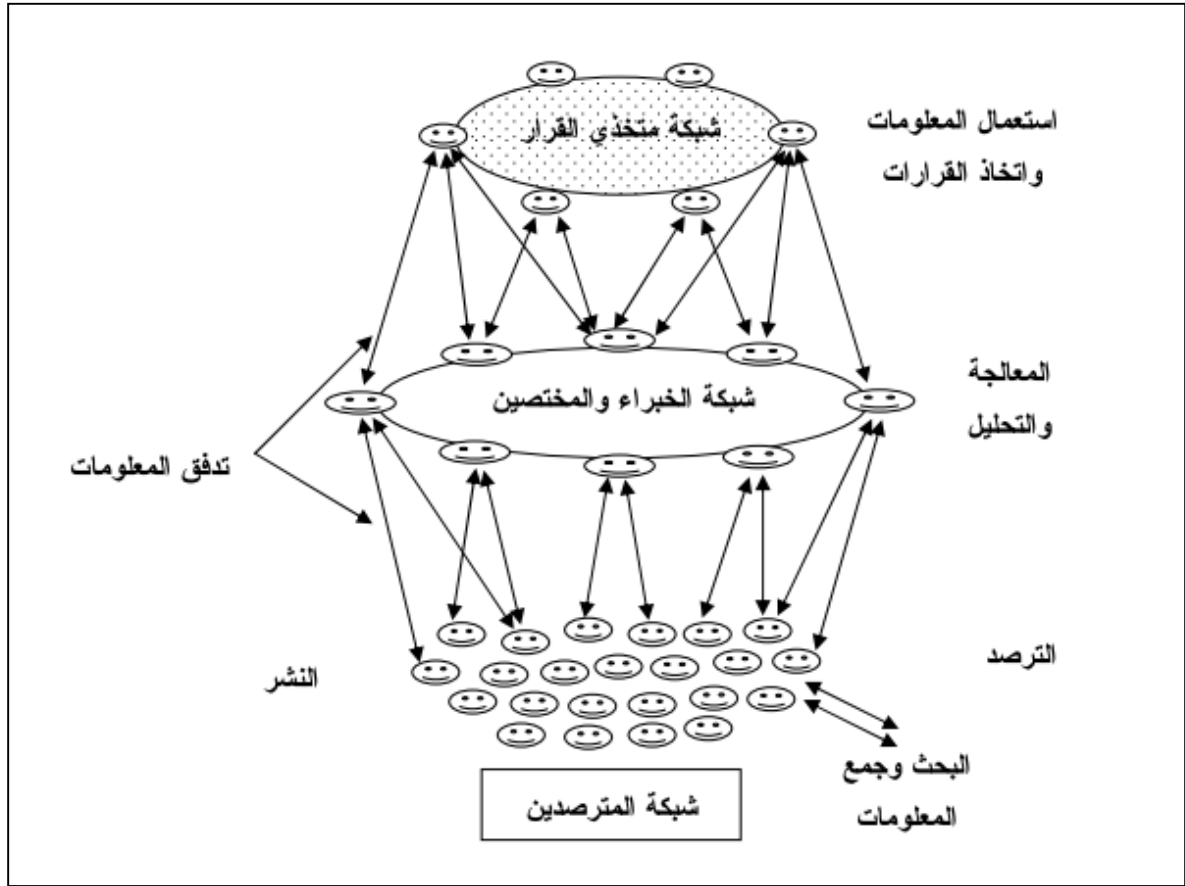 شبكة متخذي القرار
استعمال المعلومات
واتخاذ القرارات
شبكة الخبراء والمختصين
المعالجة
والتحليل
تدفق المعلومات
الترصد
النشر
البحث وجمع
المعلومات
شبكة المترصدين